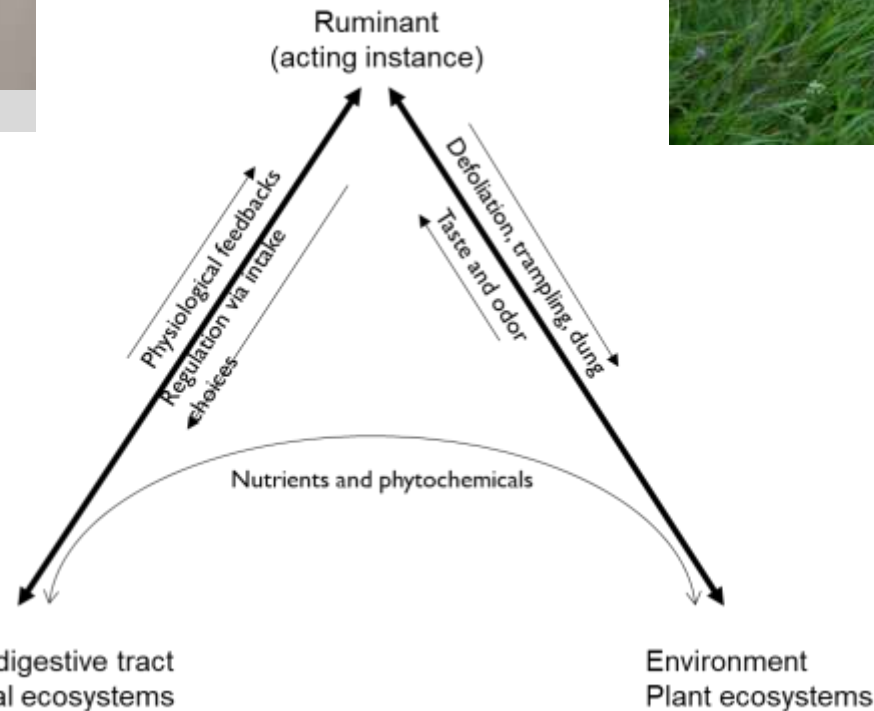 Ruminant
(acting instance)
Physiological feedbacks
Regulation via intake
choices
Defoliation, trampling, dung
Taste and odor
Nutrients and phytochemicals
digestive tract
al ecosystems
Environment
Plant ecosystems